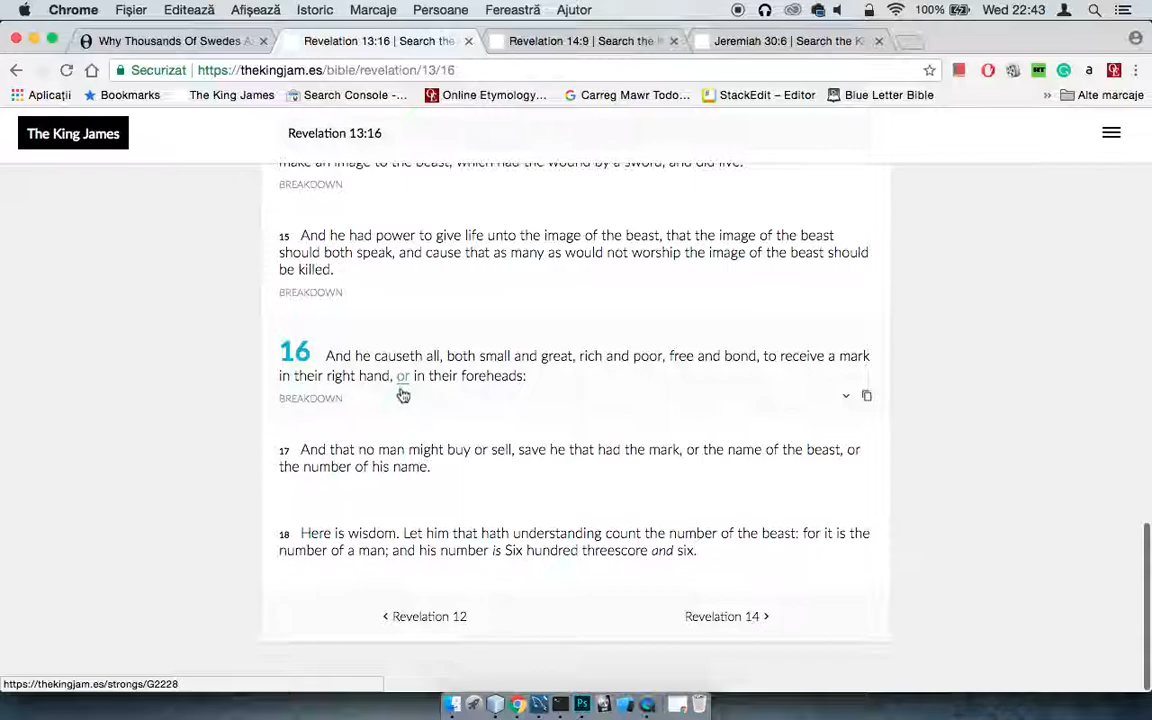 Chrome Fișier Editează Afișează Istoric Marcaje Persoane Fereastră Ajutor 100% Wed 22:43
Why Thousands Of Swedes A
Revelation 13:16 | Search the
Revelation 14:9 | Search the
Jeremiah 30:6 | Search the K
Securizat https://thekingjam.es/bible/revelation/13/16
Aplicații Bookmarks The King James Search Console -... Online Etymology... Carreg Mawr Todo... StackEdit – Editor Blue Letter Bible » Alte marcaje
The King James Revelation 13:16
make an image to the beast, which had the wound by a sword, and did live.
BREAKDOWN
15 And he had power to give life unto the image of the beast, that the image of the beast
should both speak, and cause that as many as would not worship the image of the beast should
be killed.
BREAKDOWN
16 And he causeth all, both small and great, rich and poor, free and bond, to receive a mark
in their right hand, or in their foreheads:
BREAKDOWN
17 And that no man might buy or sell, save he that had the mark, or the name of the beast, or
the number of his name.
18 Here is wisdom. Let him that hath understanding count the number of the beast: for it is the
number of a man; and his number is Six hundred threescore and six.
‹ Revelation 12 Revelation 14 ›
https://thekingjam.es/strongs/G2228